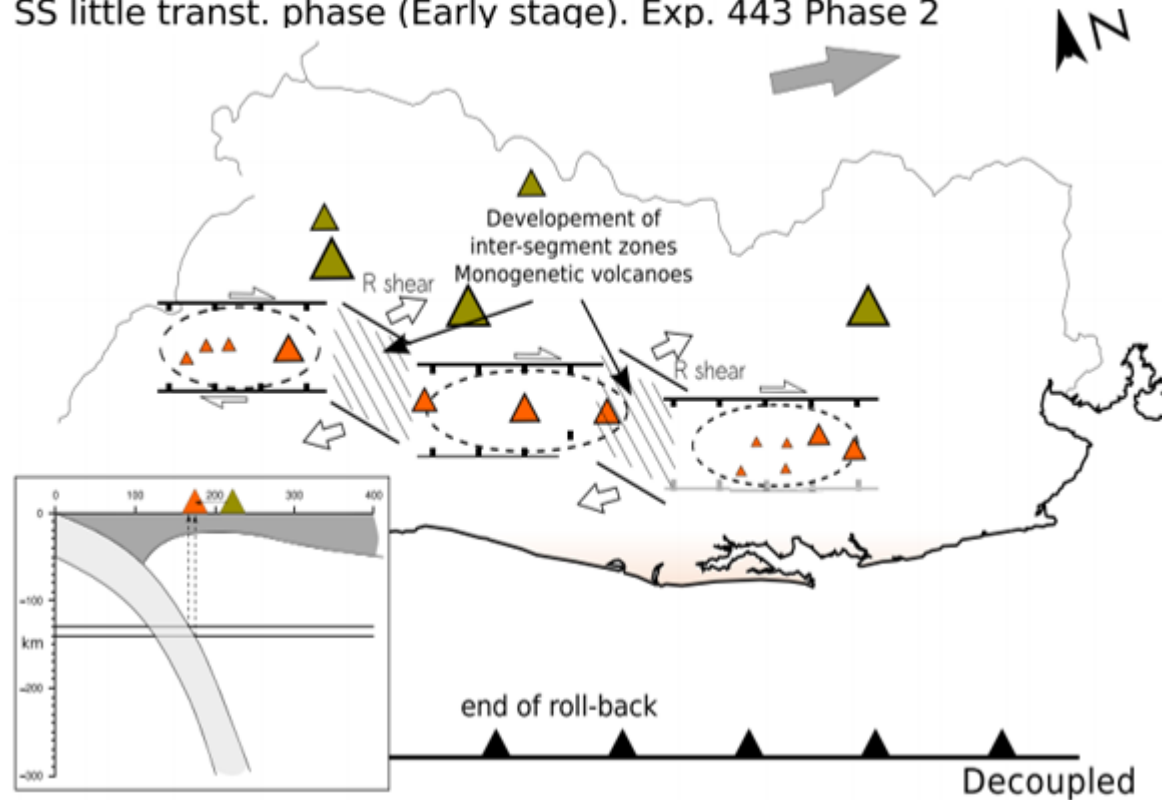 SS little transt. phase (Early stage). Exp. 443 Phase 2
N
Developement of
inter-segment zones
Monogenetic volcanoes
R shear
R shear
0 100 200 300 400
0
-100
km
-200
-300
end of roll-back
Decoupled